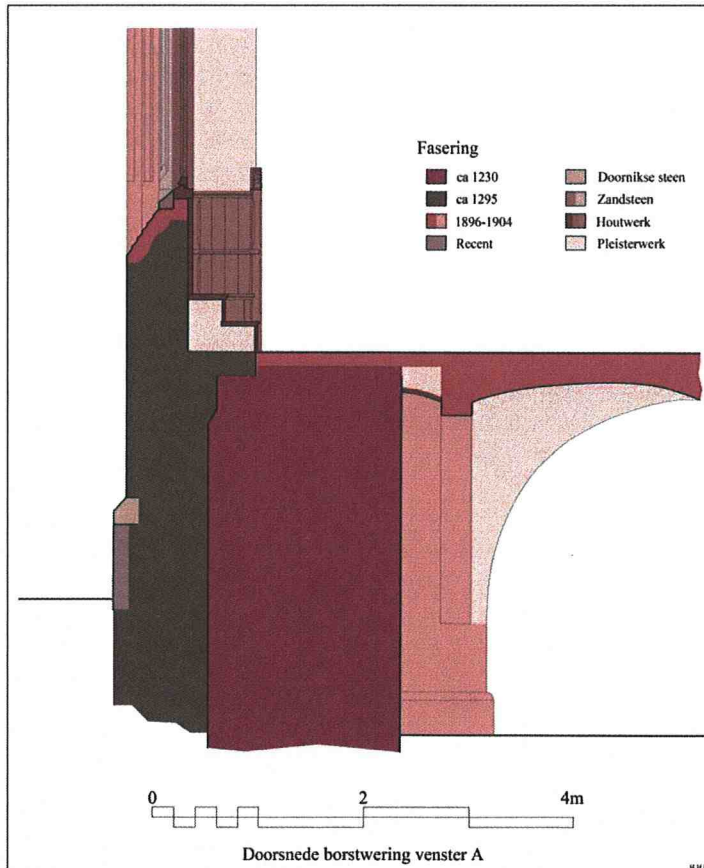 Fasering
ca 1230
ca 1295
1896-1904
Recent
Doornikse steen
Zandsteen
Houtwerk
Pleisterwerk
0 2 4m
Doorsnede borstwering venster A